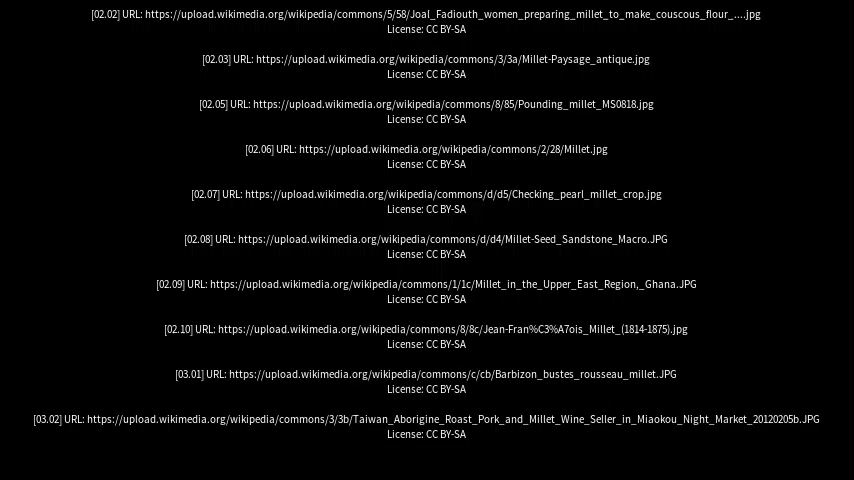 [02.02] URL: https://upload.wikimedia.org/wikipedia/commons/5/58/Joal_Fadiouth_women_preparing_millet_to_make_couscous_flour_....jpg
License: CC BY-SA
[02.03] URL: https://upload.wikimedia.org/wikipedia/commons/3/3a/Millet-Paysage_antique.jpg
License: CC BY-SA
[02.05] URL: https://upload.wikimedia.org/wikipedia/commons/8/85/Pounding_millet_MS0818.jpg
License: CC BY-SA
[02.06] URL: https://upload.wikimedia.org/wikipedia/commons/2/28/Millet.jpg
License: CC BY-SA
[02.07] URL: https://upload.wikimedia.org/wikipedia/commons/d/d5/Checking_pearl_millet_crop.jpg
License: CC BY-SA
[02.08] URL: https://upload.wikimedia.org/wikipedia/commons/d/d4/Millet-Seed_Sandstone_Macro.JPG
License: CC BY-SA
[02.09] URL: https://upload.wikimedia.org/wikipedia/commons/1/1c/Millet_in_the_Upper_East_Region,_Ghana.JPG
License: CC BY-SA
[02.10] URL: https://upload.wikimedia.org/wikipedia/commons/8/8c/Jean-Fran%C3%A7ois_Millet_(1814-1875).jpg
License: CC BY-SA
[03.01] URL: https://upload.wikimedia.org/wikipedia/commons/c/cb/Barbizon_bustes_rousseau_millet.JPG
License: CC BY-SA
[03.02] URL: https://upload.wikimedia.org/wikipedia/commons/3/3b/Taiwan_Aborigine_Roast_Pork_and_Millet_Wine_Seller_in_Miaokou_Night_Market_20120205b.JPG
License: CC BY-SA